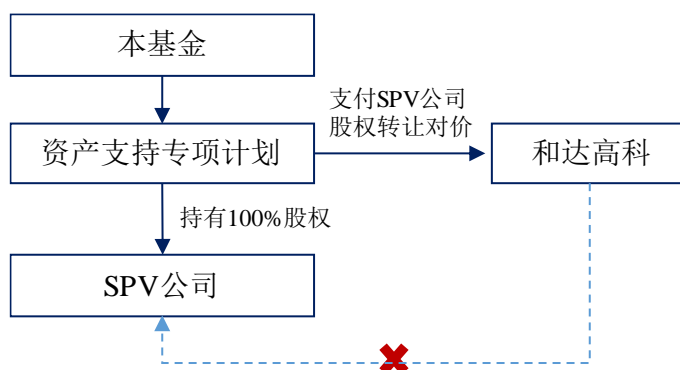 本基金
支付SPV公司
股权转让对价
资产支持专项计划
和达高科
持有100%股权
SPV公司